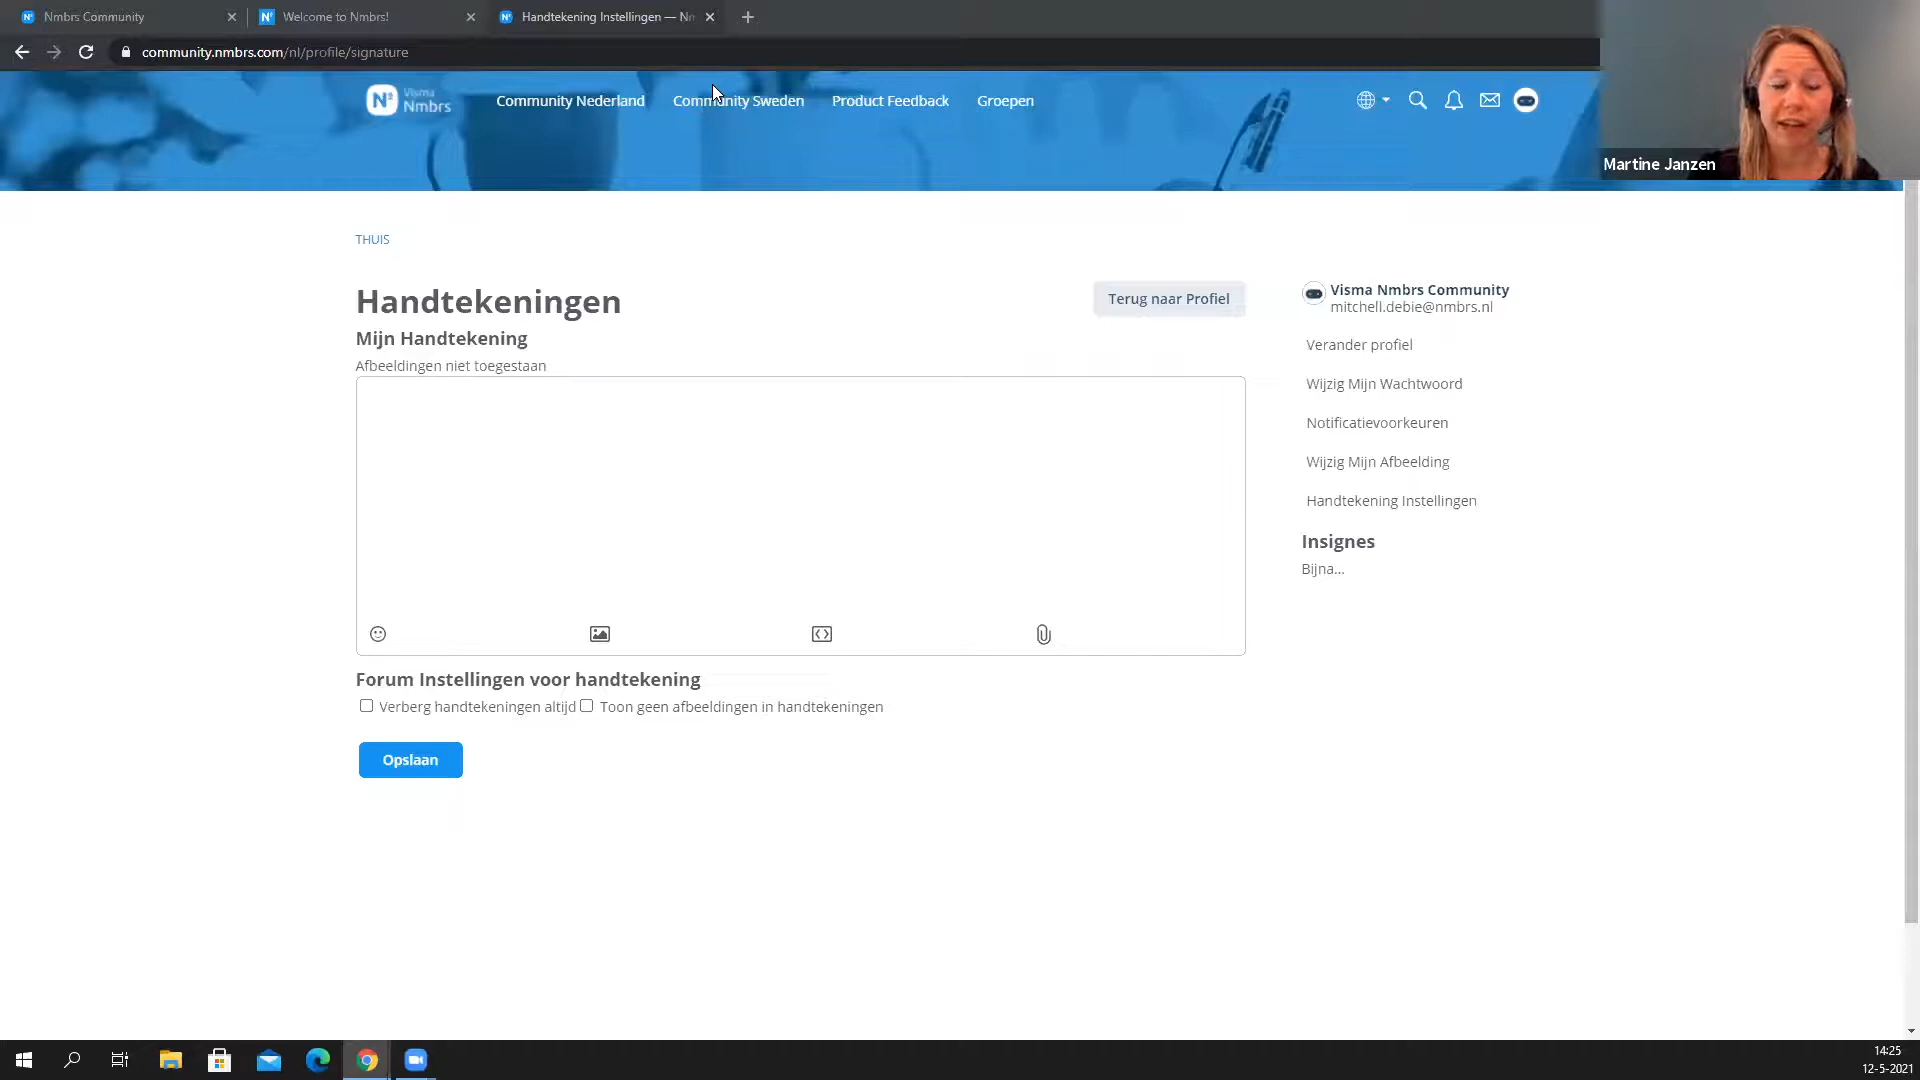 Nmbrs Community
Welcome to Nmbrs!
Handtekening Instellingen — Nm
community.nmbrs.com/nl/profile/signature
Visma
Nmbrs
Community Nederland
Community Sweden
Product Feedback
Groepen
Martine Janzen
THUIS
Handtekeningen
Terug naar Profiel
Mijn Handtekening
Afbeeldingen niet toegestaan
Forum Instellingen voor handtekening
Verberg handtekeningen altijd
Toon geen afbeeldingen in handtekeningen
Opslaan
Visma Nmbrs Community
mitchell.debie@nmbrs.nl
Verander profiel
Wijzig Mijn Wachtwoord
Notificatievoorkeuren
Wijzig Mijn Afbeelding
Handtekening Instellingen
Insignes
Bijna...
14:25
12-5-2021